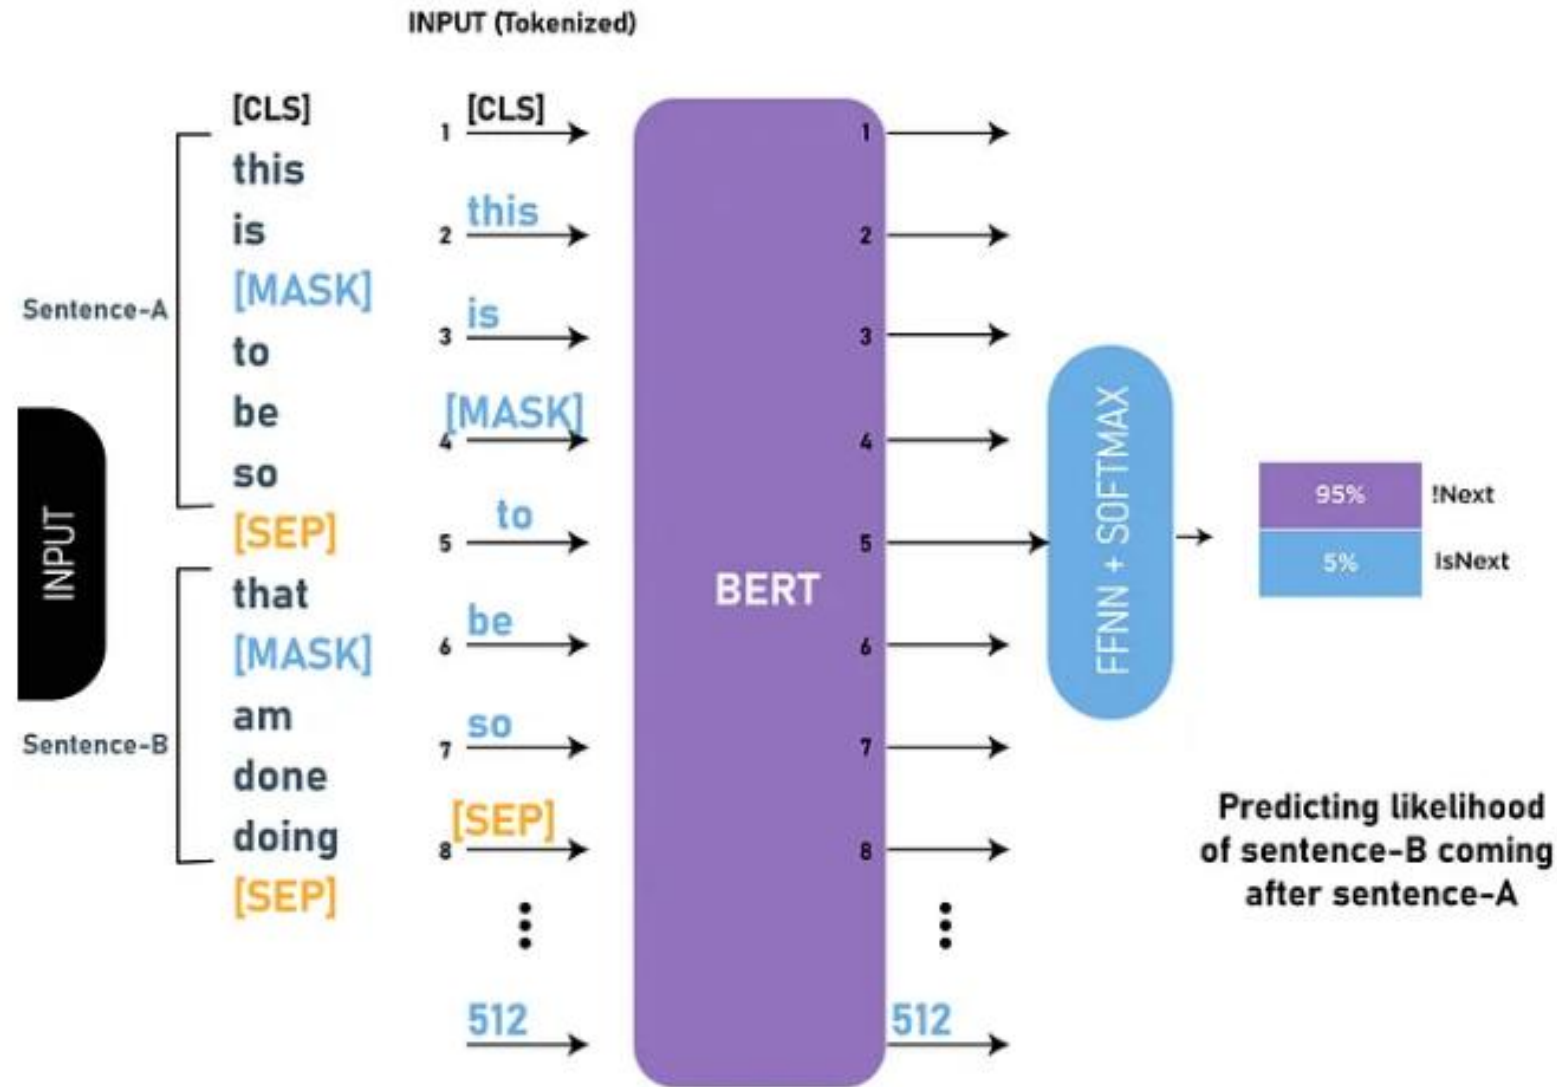 INPUT (Tokenized)
INPUT
Sentence-A
[CLS]
this
is
[MASK]
to
be
so
[SEP]
Sentence-B
that
[MASK]
am
done
doing
[SEP]
1 [CLS]
2 this
3 is
4 [MASK]
5 to
6 be
7 so
8 [SEP]
512
BERT
1
2
3
4
5
6
7
8
512
FFNN + SOFTMAX
95% !Next
5% IsNext
Predicting likelihood
of sentence-B coming
after sentence-A